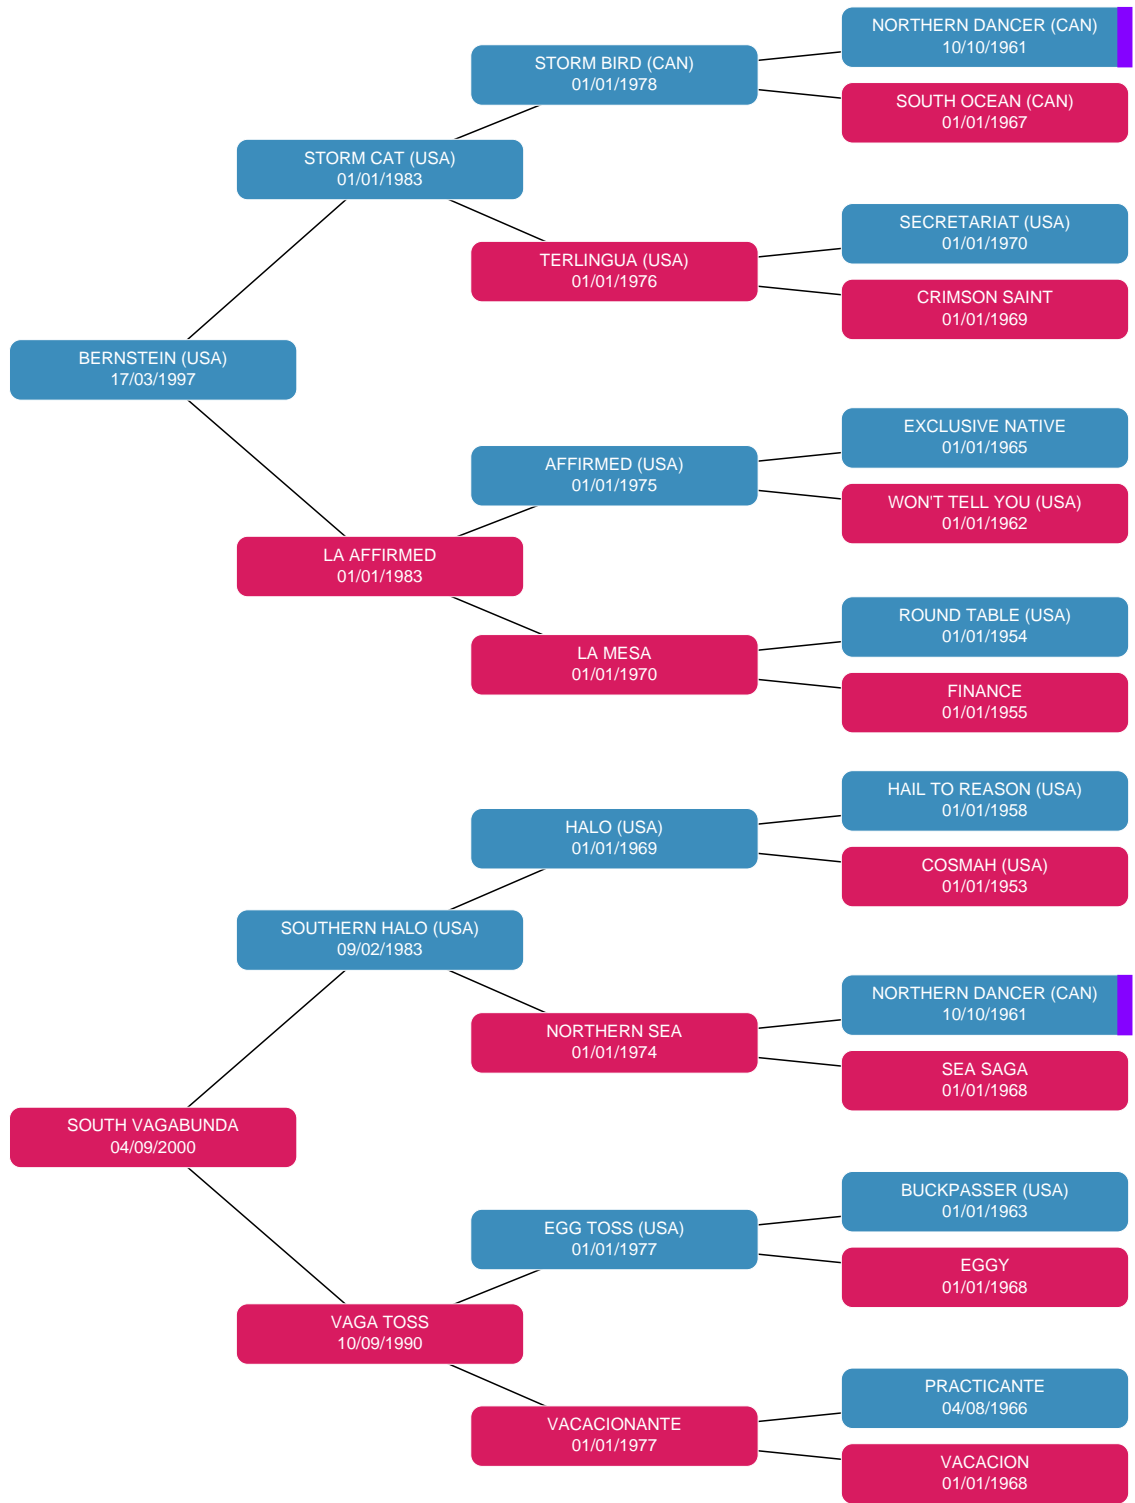 NORTHERN DANCER (CAN)
10/10/1961
STORM BIRD (CAN)
01/01/1978
SOUTH OCEAN (CAN)
01/01/1967
STORM CAT (USA)
01/01/1983
SECRETARIAT (USA)
01/01/1970
TERLINGUA (USA)
01/01/1976
CRIMSON SAINT
01/01/1969
BERNSTEIN (USA)
17/03/1997
EXCLUSIVE NATIVE
01/01/1965
AFFIRMED (USA)
01/01/1975
WON'T TELL YOU (USA)
01/01/1962
LA AFFIRMED
01/01/1983
ROUND TABLE (USA)
01/01/1954
LA MESA
01/01/1970
FINANCE
01/01/1955
HAIL TO REASON (USA)
01/01/1958
HALO (USA)
01/01/1969
COSMAH (USA)
01/01/1953
SOUTHERN HALO (USA)
09/02/1983
NORTHERN DANCER (CAN)
10/10/1961
NORTHERN SEA
01/01/1974
SEA SAGA
01/01/1968
SOUTH VAGABUNDA
04/09/2000
BUCKPASSER (USA)
01/01/1963
EGG TOSS (USA)
01/01/1977
EGGY
01/01/1968
VAGA TOSS
10/09/1990
PRACTICANTE
04/08/1966
VACACIONANTE
01/01/1977
VACACION
01/01/1968